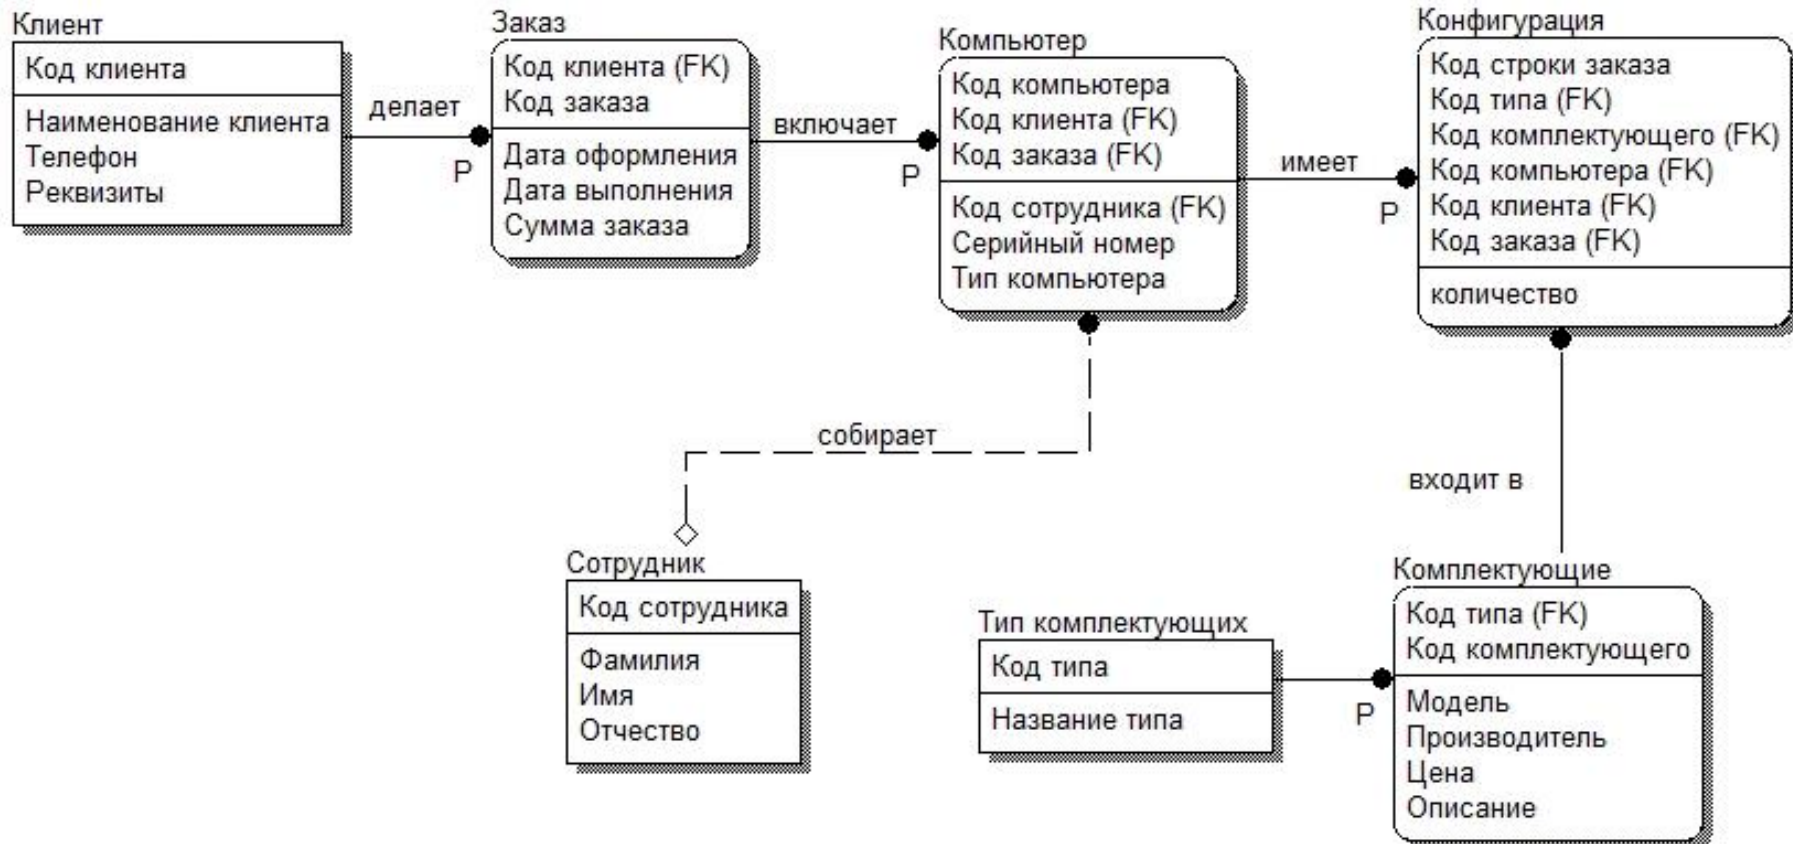 Клиент
Код клиента
Наименование клиента
Телефон
Реквизиты
делает
P
Заказ
Код клиента (FK)
Код заказа
Дата оформления
Дата выполнения
Сумма заказа
включает
P
Компьютер
Код компьютера
Код клиента (FK)
Код заказа (FK)
Код сотрудника (FK)
Серийный номер
Тип компьютера
имеет
P
Конфигурация
Код строки заказа
Код типа (FK)
Код комплектующего (FK)
Код компьютера (FK)
Код клиента (FK)
Код заказа (FK)
количество
собирает
входит в
Сотрудник
Код сотрудника
Фамилия
Имя
Отчество
Тип комплектующих
Код типа
Название типа
P
Комплектующие
Код типа (FK)
Код комплектующего
Модель
Производитель
Цена
Описание